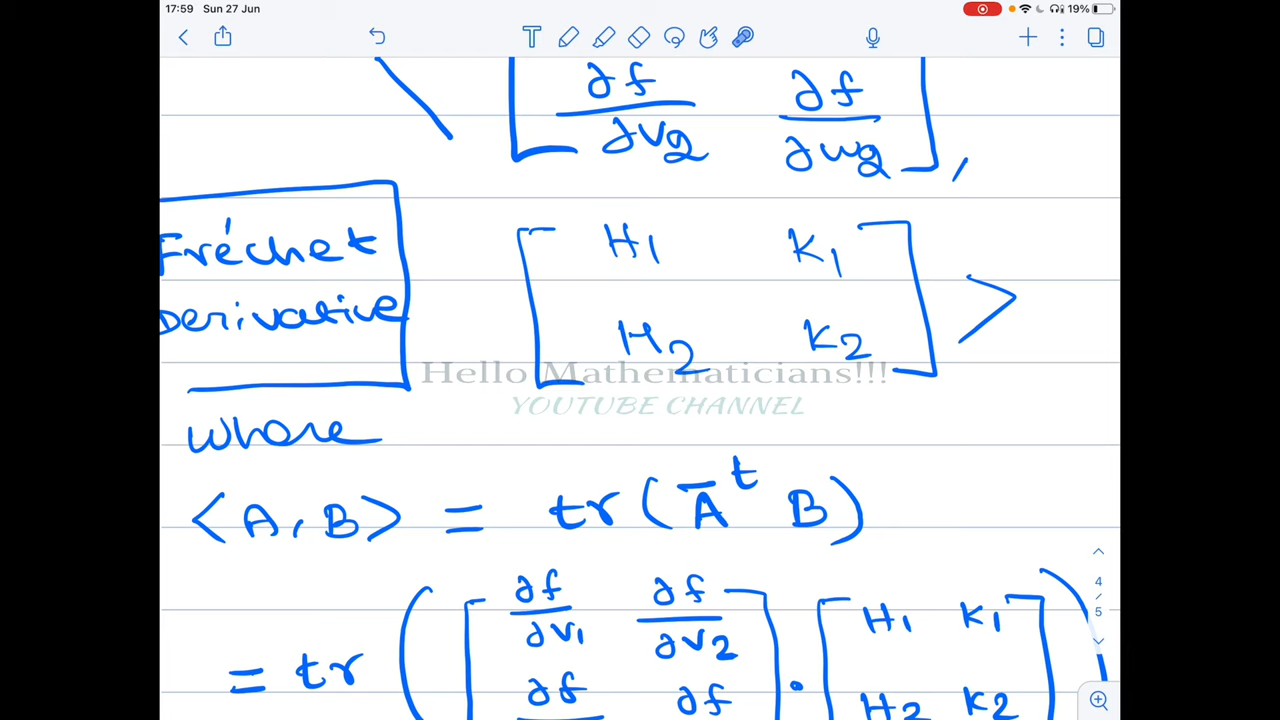 17:59 Sun 27 Jun 19%
∂f ∂f
∂v2 ∂w2 ,
Fréchet H1 K1
Derivative H2 K2 >
Hello Mathematicians!!!
YOUTUBE CHANNEL
where
<A, B> = tr(Ā^t B)
4
5
∂f ∂f H1 K1
∂v1 ∂v2
= tr ( ∂f ∂f . H2 K2 )